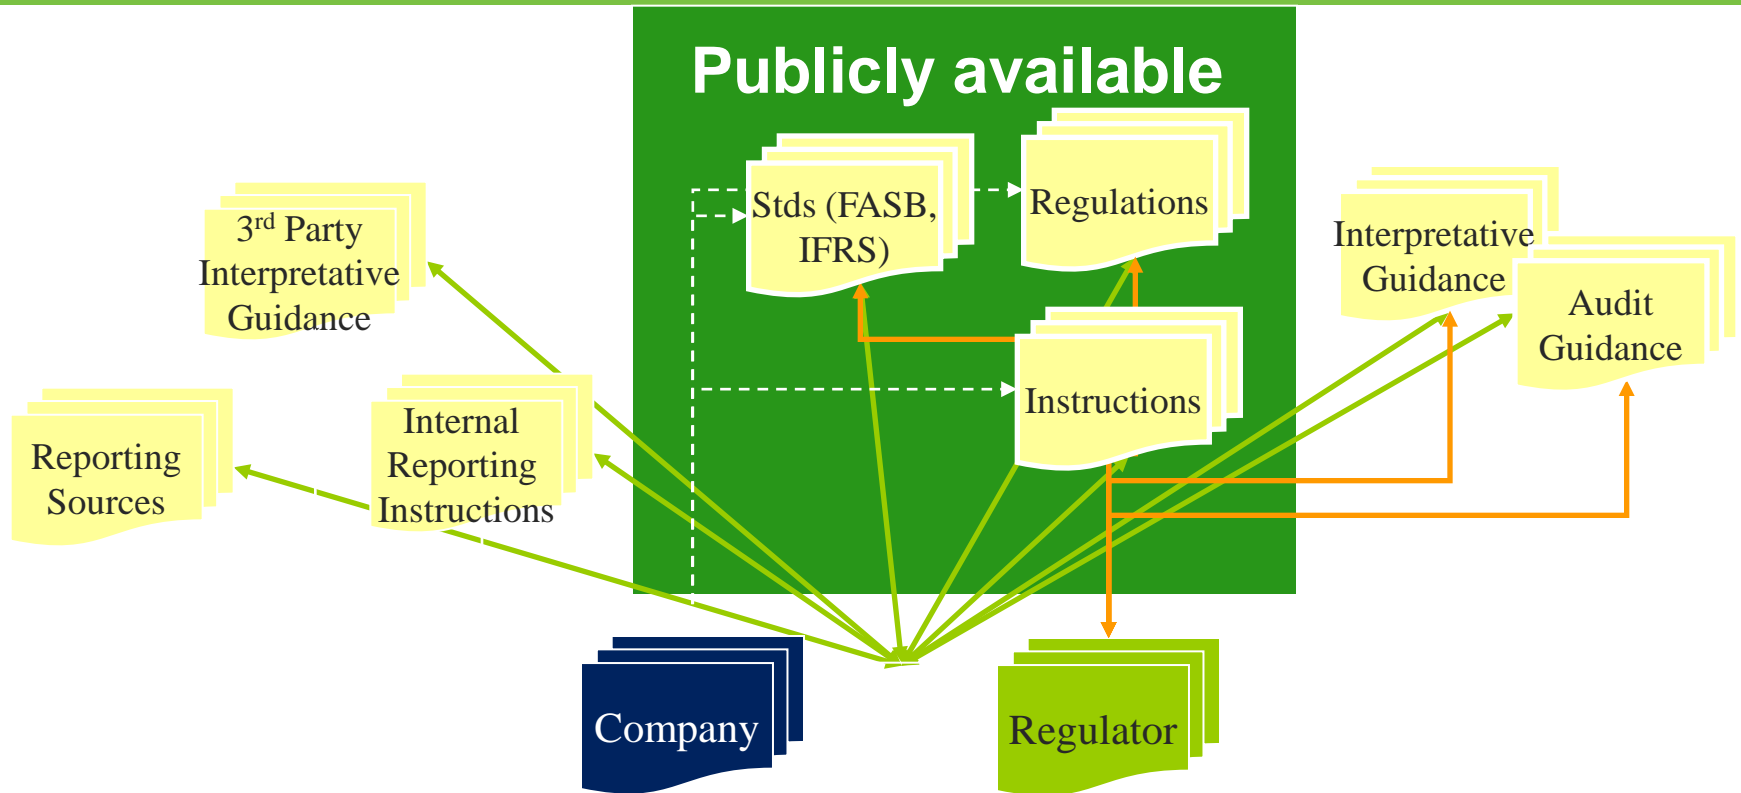 Publicly available
Stds (FASB,
IFRS)
Regulations
3rd Party
Interpretative
Guidance
Interpretative
Guidance
Audit
Guidance
Instructions
Reporting
Sources
Internal
Reporting
Instructions
Company
Regulator